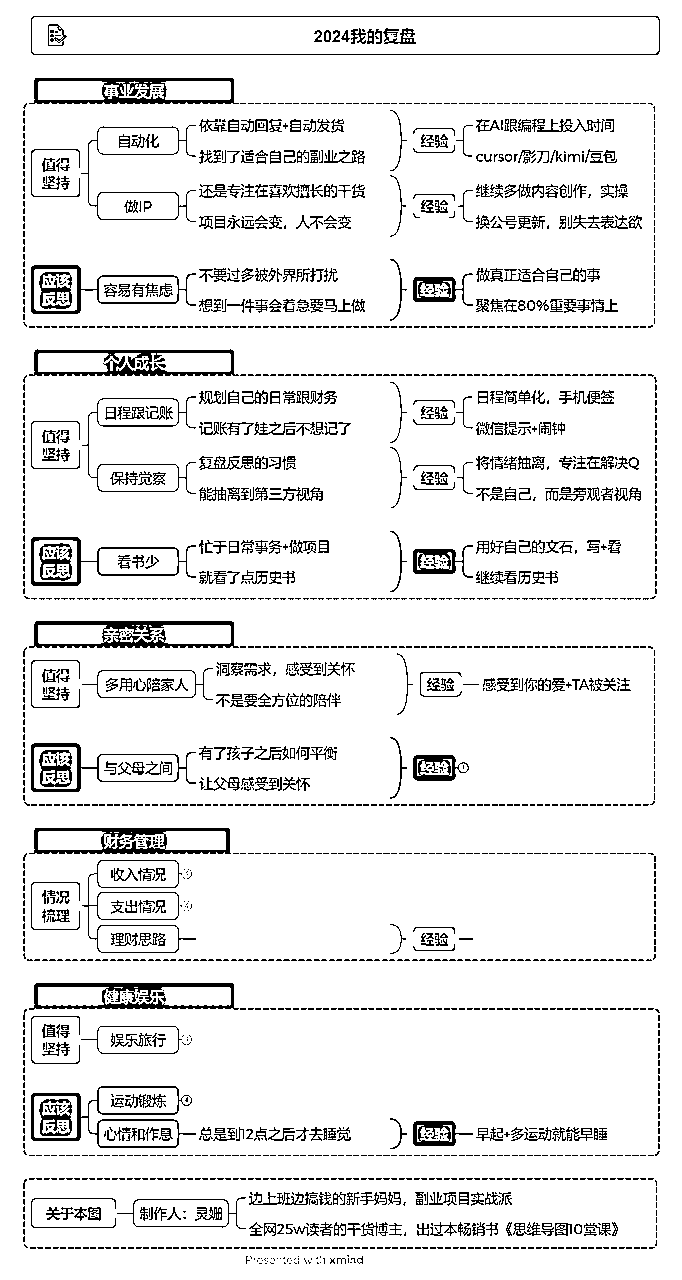 2024我的复盘
事业发展
值得
坚持
自动化
依靠自动回复+自动发货
找到了适合自己的副业之路
经验
在AI跟编程上投入时间
cursor/影刀/kimi/豆包
做IP
还是专注在喜欢擅长的干货
项目永远会变，人不会变
经验
继续多做内容创作，实操
换公号更新，别失去表达欲
应该
反思
容易有焦虑
不要过多被外界所打扰
想到一件事会着急要马上做
经验
做真正适合自己的事
聚焦在80%重要事情上
个人成长
值得
坚持
日程跟记账
规划自己的日常跟财务
记账有了娃之后不想记了
经验
日程简单化，手机便签
微信提示+闹钟
保持觉察
复盘反思的习惯
能抽离到第三方视角
经验
将情绪抽离，专注在解决Q
不是自己，而是旁观者视角
应该
反思
看书少
忙于日常事务+做项目
就看了点历史书
经验
用好自己的文石，写+看
继续看历史书
亲密关系
值得
坚持
多用心陪家人
洞察需求，感受到关怀
不是要全方位的陪伴
经验
感受到你的爱+TA被关注
应该
反思
与父母之间
有了孩子之后如何平衡
让父母感受到关怀
经验
财务管理
情况
梳理
收入情况
支出情况
理财思路
经验
健康娱乐
值得
坚持
娱乐旅行
应该
反思
运动锻炼
心情和作息
总是到12点之后才去睡觉
经验
早起+多运动就能早睡
关于本图
制作人：灵姗
边上班边搞钱的新手妈妈，副业项目实战派
全网25w读者的干货博主，出过本畅销书《思维导图10堂课》
Presented with xmind